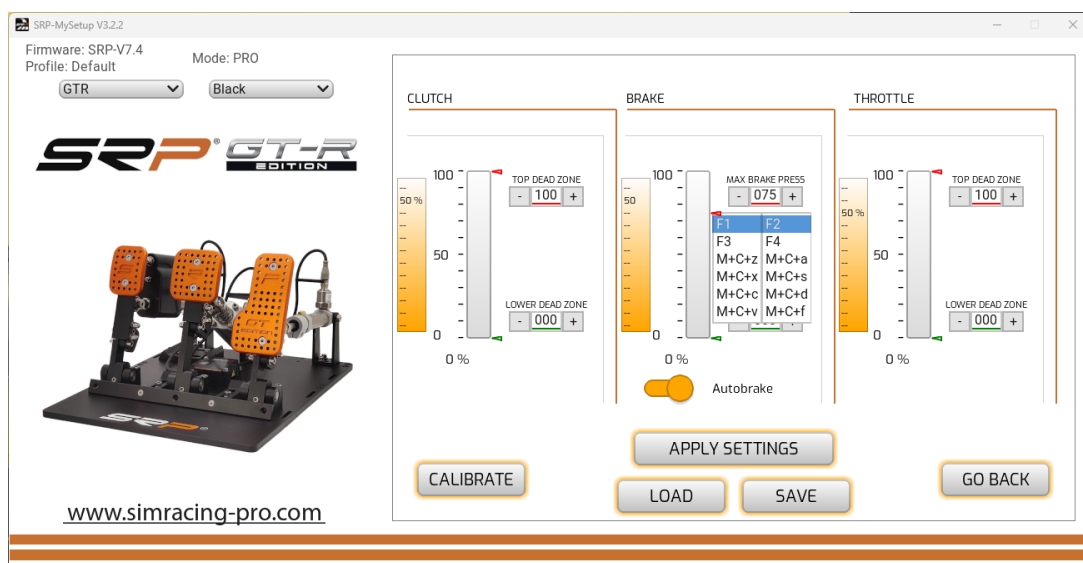 SRP-MySetup V3.2.2
Firmware: SRP-V7.4
Profile: Default
Mode: PRO
GTR
Black
SRP® GT-R
EDITION
SRP
www.simracing-pro.com
CLUTCH
100
50 %
50
0
0 %
TOP DEAD ZONE
- 100 +
LOWER DEAD ZONE
- 000 +
BRAKE
100
50
50
0
0 %
MAX BRAKE PRESS
- 075 +
F1 F2
F3 F4
M+C+z M+C+a
M+C+x M+C+s
M+C+c M+C+d
M+C+v M+C+f
Autobrake
THROTTLE
100
50 %
50
0
0 %
TOP DEAD ZONE
- 100 +
LOWER DEAD ZONE
- 000 +
APPLY SETTINGS
CALIBRATE
LOAD
SAVE
GO BACK